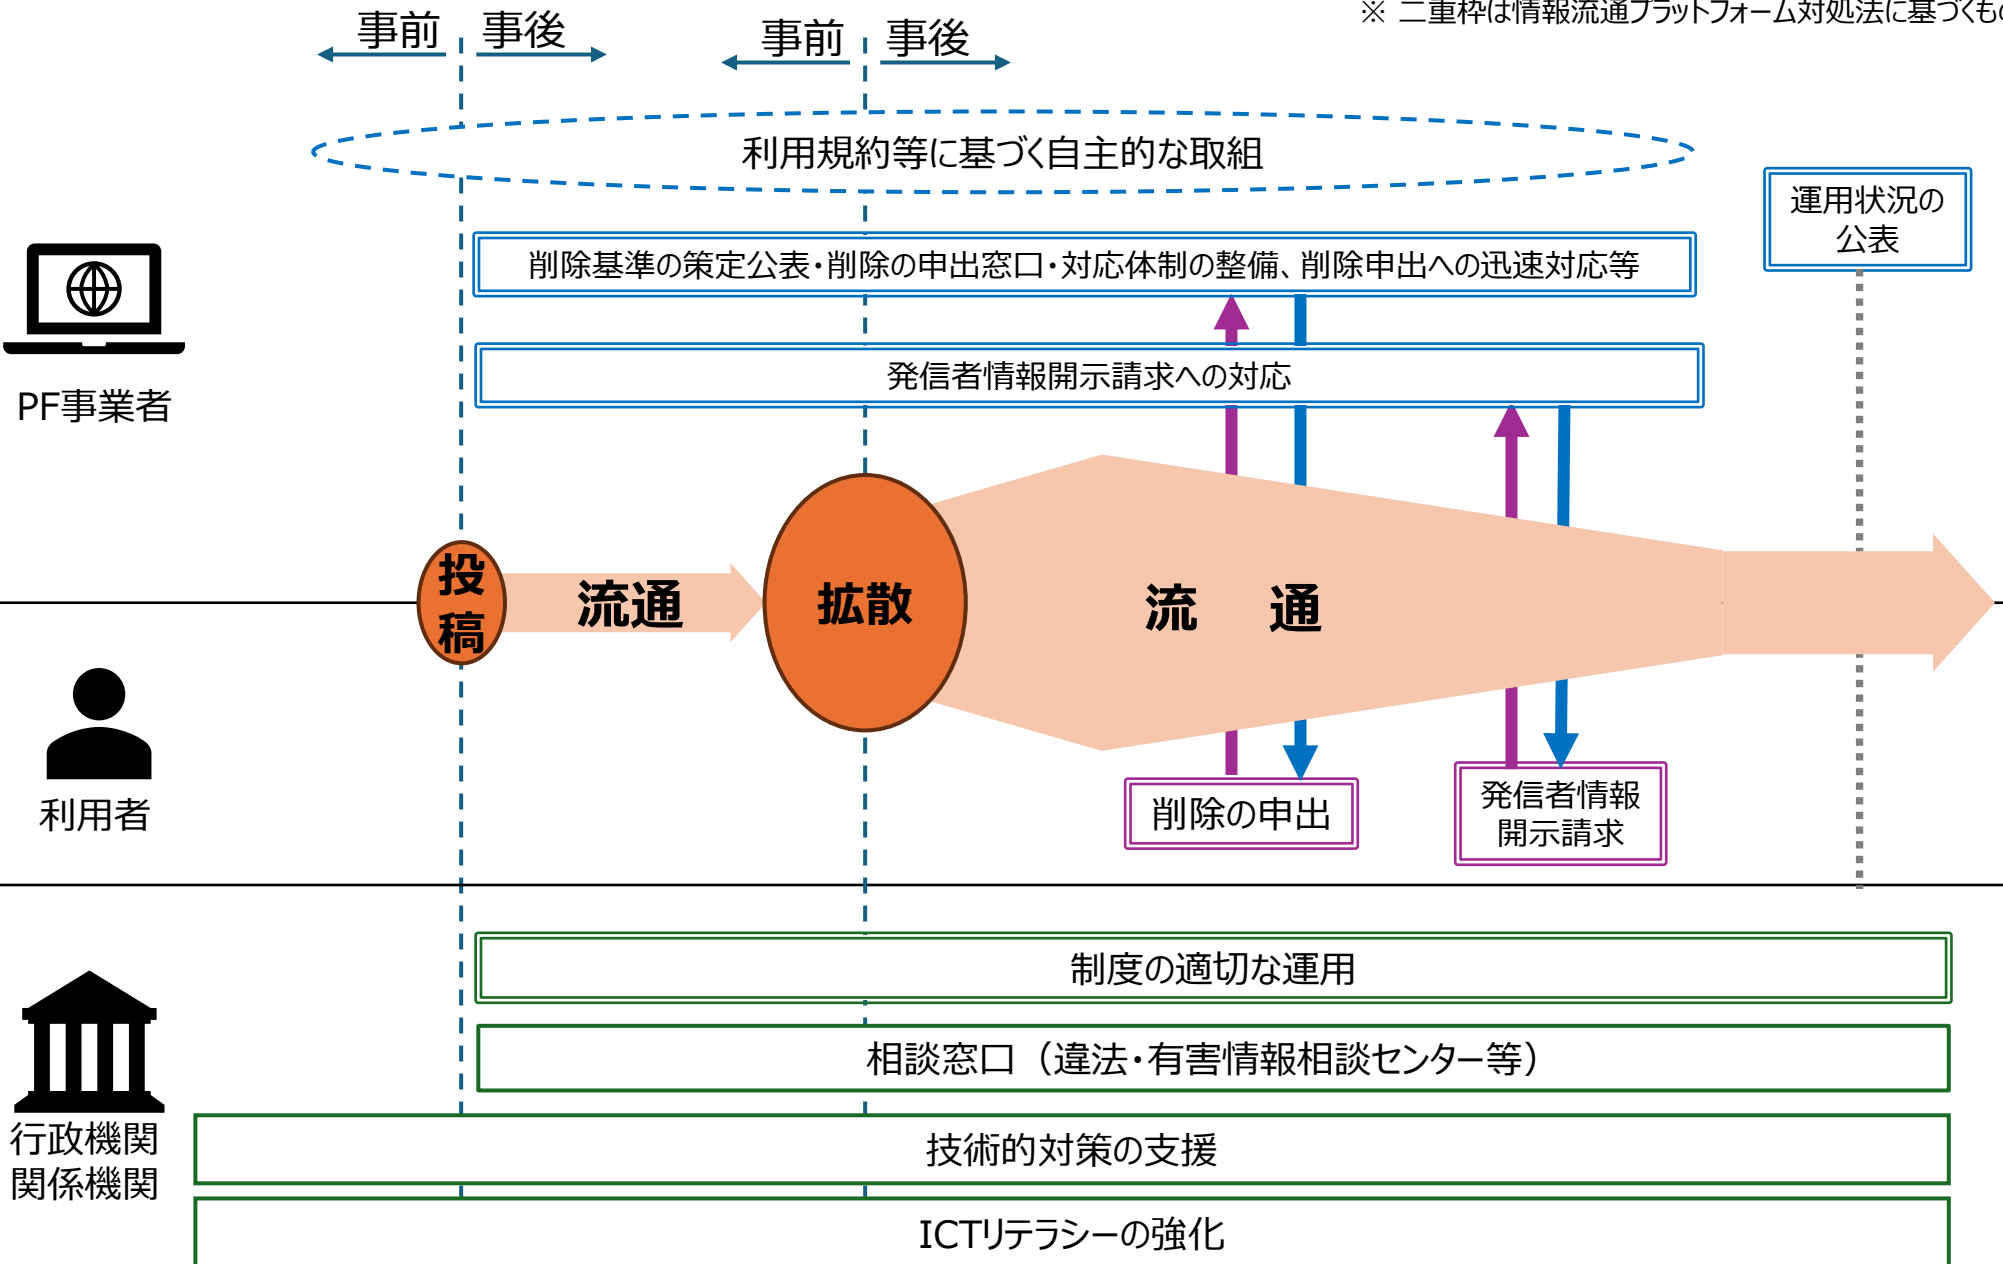 ※ 二重枠は情報流通プラットフォーム対処法に基づくもの
事前 事後
事前 事後
利用規約等に基づく自主的な取組
運用状況の
公表
削除基準の策定公表・削除の申出窓口・対応体制の整備、削除申出への迅速対応等
発信者情報開示請求への対応
PF事業者
投
稿
流通
拡散
流 通
利用者
削除の申出
発信者情報
開示請求
制度の適切な運用
相談窓口（違法・有害情報相談センター等）
行政機関
関係機関
技術的対策の支援
ICTリテラシーの強化